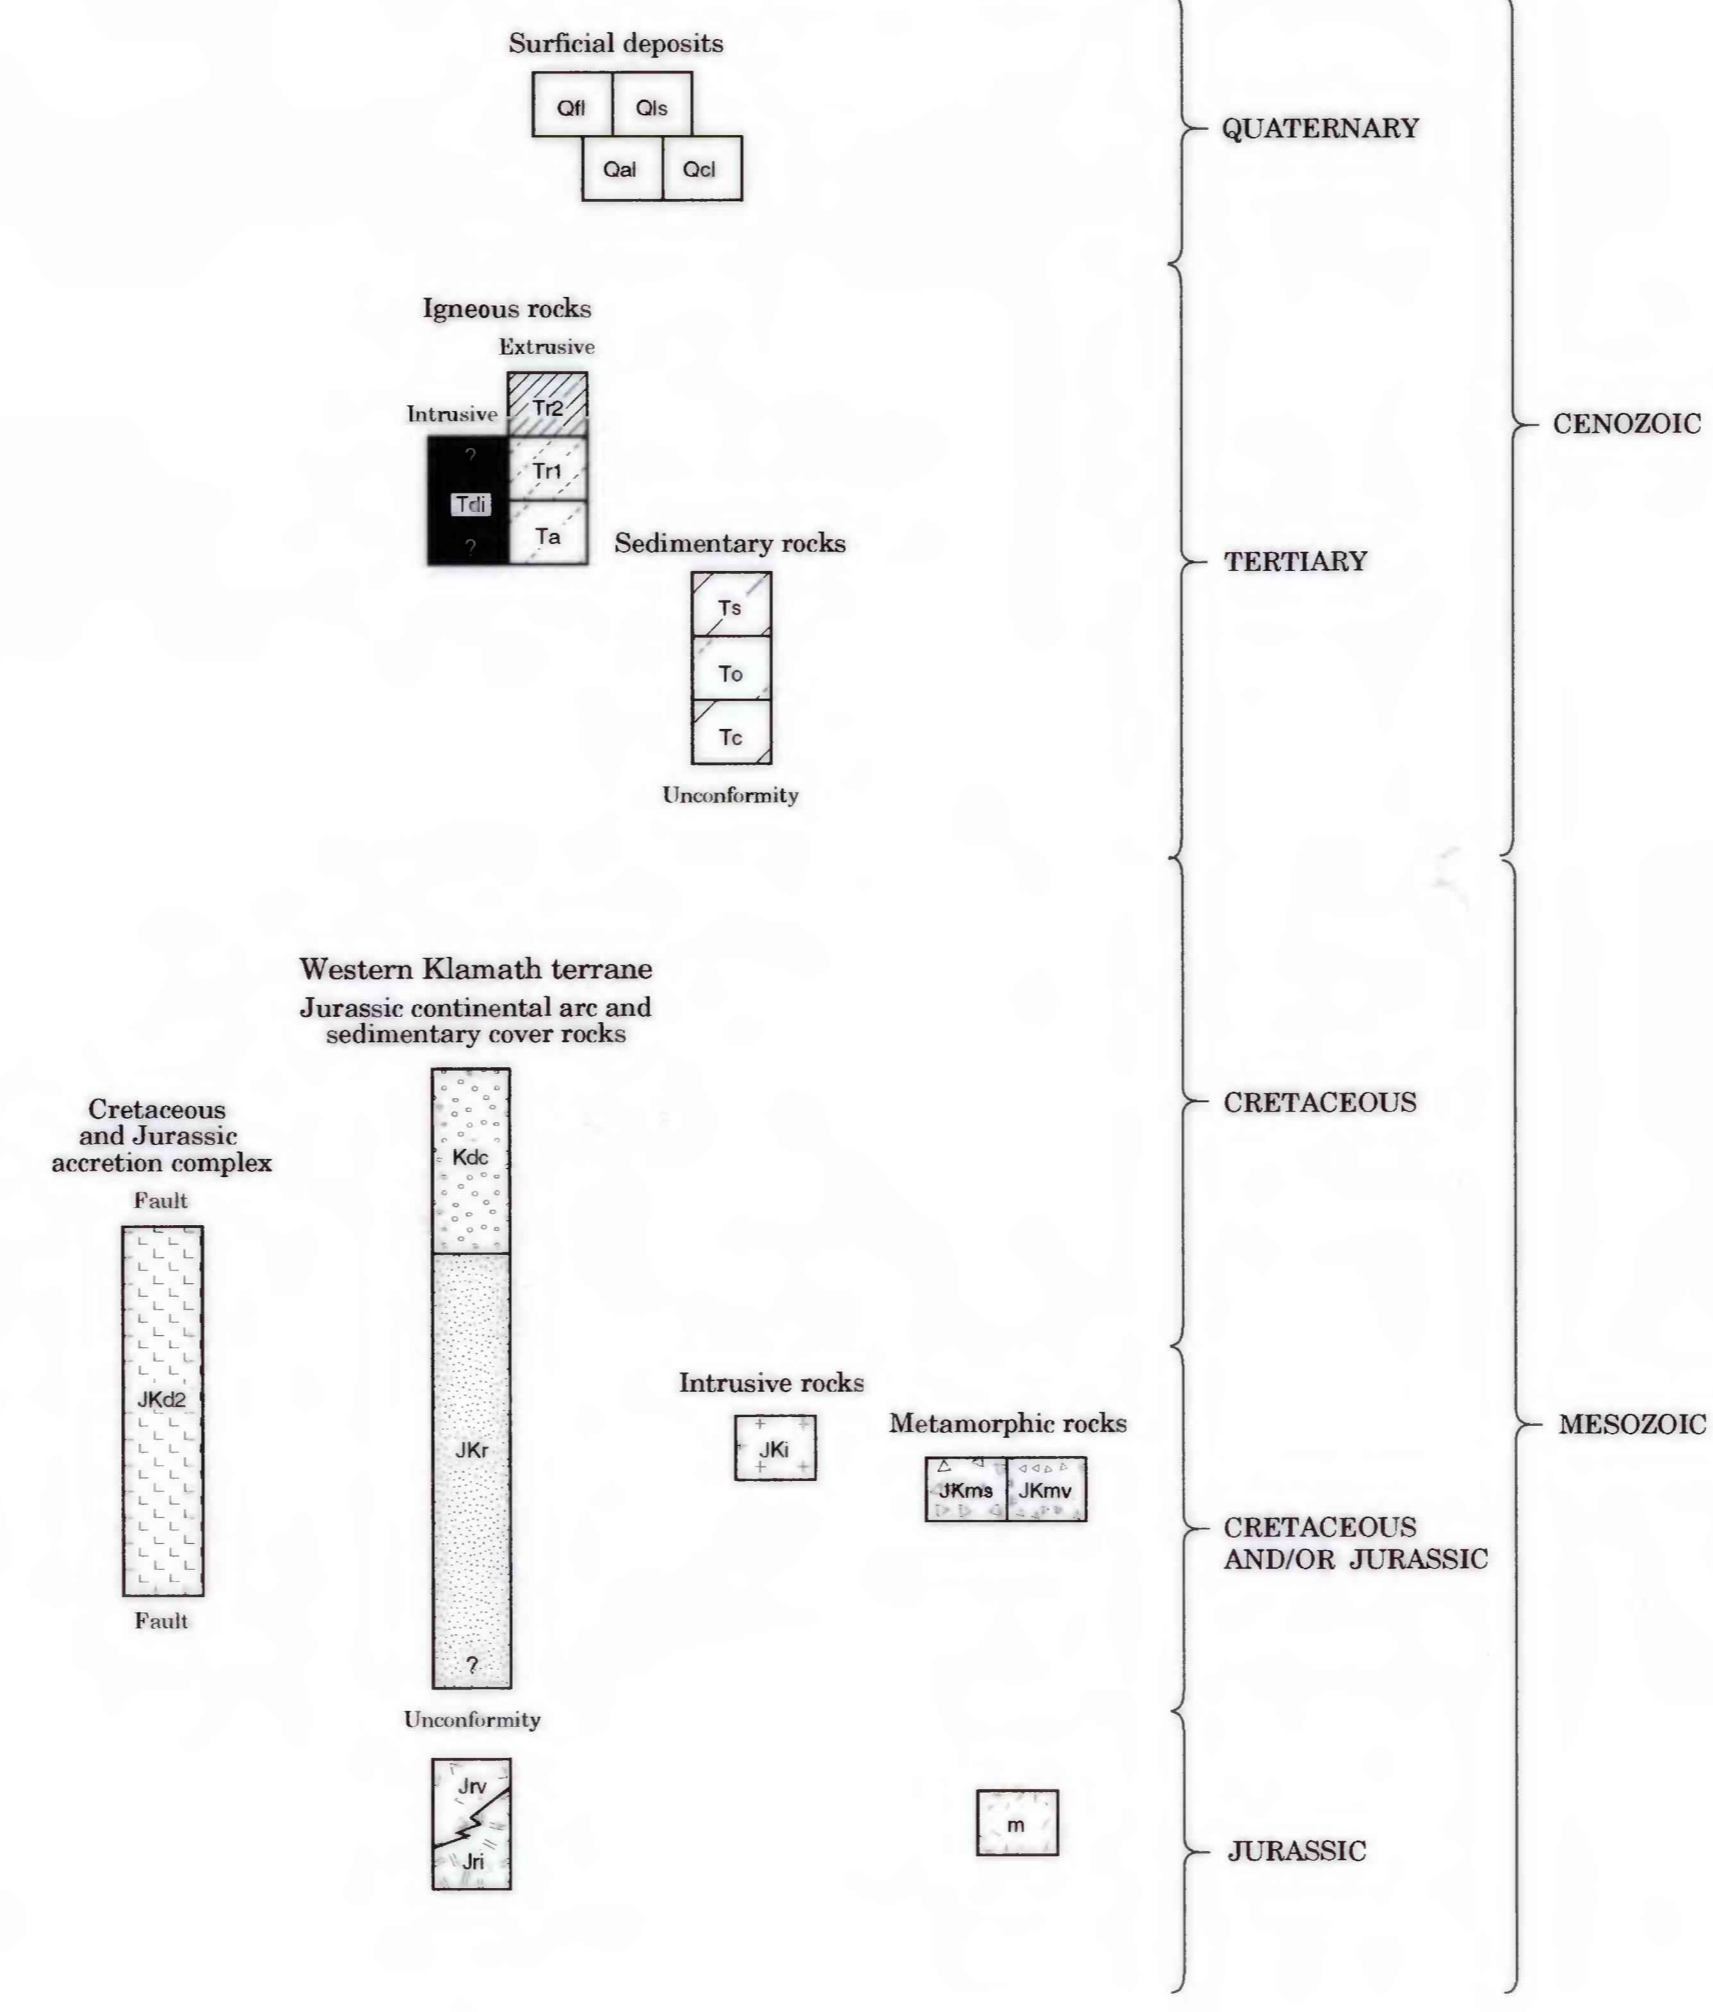 Surficial deposits
Qfl Qls
Qal Qcl
QUATERNARY
Igneous rocks
Extrusive
Intrusive
Tr2
?
Tr1
Tdi
Ta
?
Sedimentary rocks
Ts
To
Tc
Unconformity
TERTIARY
CENOZOIC
Western Klamath terrane
Jurassic continental arc and
sedimentary cover rocks
Kdc
JKr
?
Unconformity
Jrv
Jri
Cretaceous
and Jurassic
accretion complex
Fault
JKd2
Fault
Intrusive rocks
JKi
Metamorphic rocks
JKms JKmv
m
CRETACEOUS
CRETACEOUS
AND/OR JURASSIC
JURASSIC
MESOZOIC